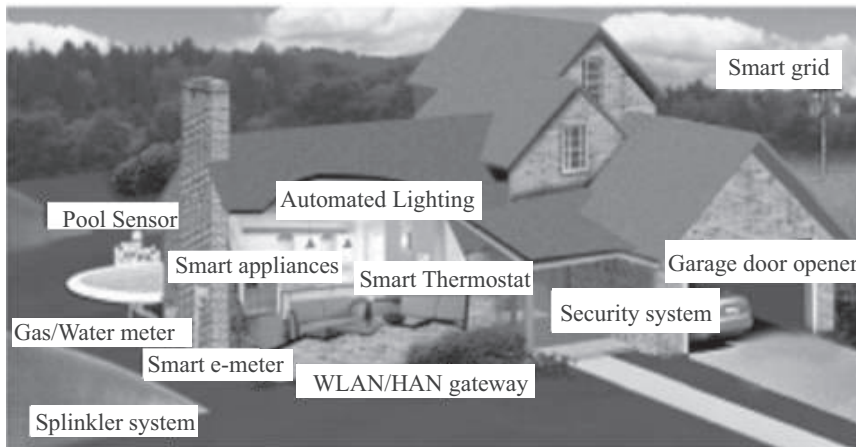 Smart grid
Automated Lighting
Pool Sensor
Smart appliances
Smart Thermostat
Garage door opener
Security system
Gas/Water meter
Smart e-meter
WLAN/HAN gateway
Splinkler system